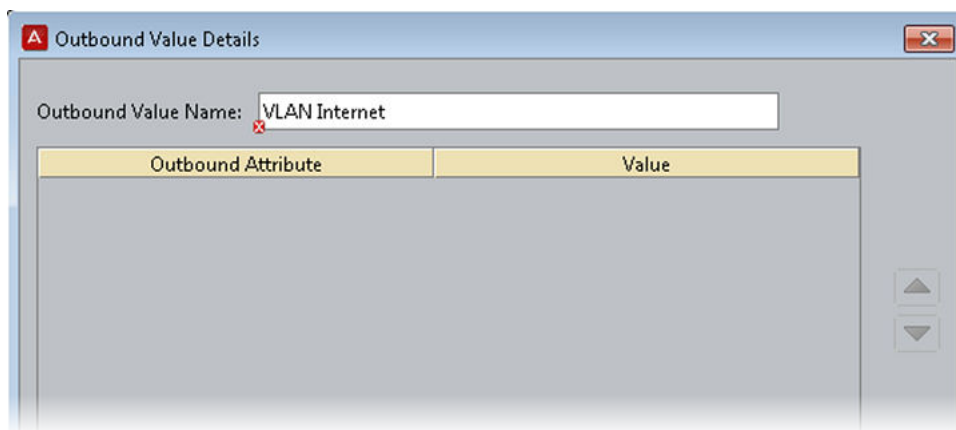 Outbound Value Details
Outbound Value Name: VLAN Internet
Outbound Attribute Value